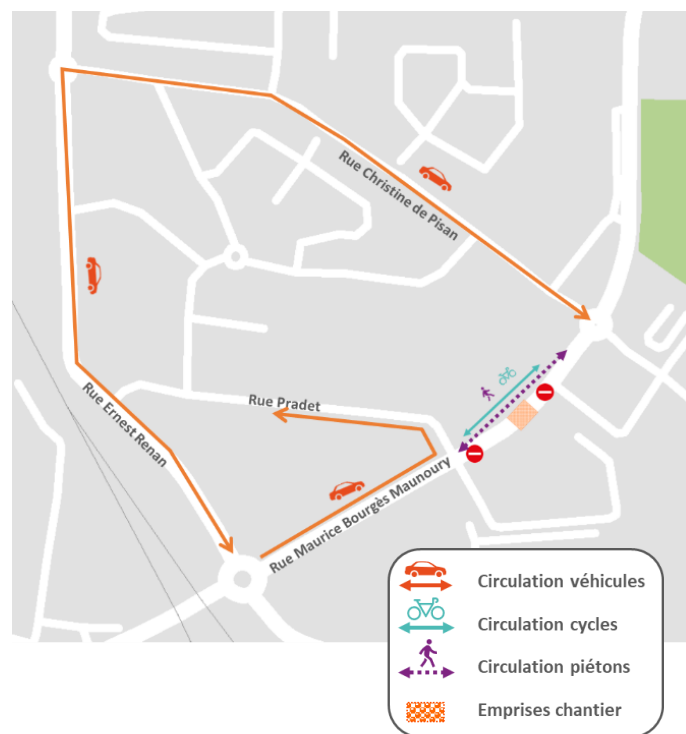 Rue Christine de Pisan
Rue Pradet
Rue Ernest Renan
Rue Maurice Bourgès Maunoury
Circulation véhicules
Circulation cycles
Circulation piétons
Emprises chantier